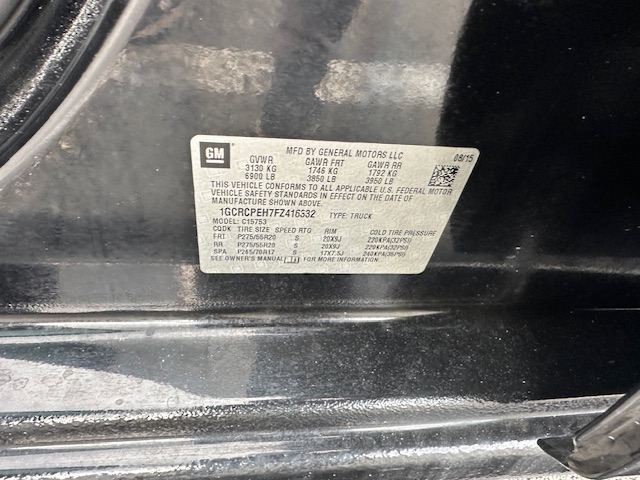 GM
MFD BY GENERAL MOTORS LLC 08/15
GVWR GAWR FRT GAWR RR
3130 KG 1746 KG 1792 KG
6900 LB 3850 LB 3950 LB
THIS VEHICLE CONFORMS TO ALL APPLICABLE U.S. FEDERAL MOTOR
VEHICLE SAFETY STANDARDS IN EFFECT ON THE DATE OF
MANUFACTURE SHOWN ABOVE.
1GCRCPEH7FZ416332 TYPE: TRUCK
MODEL: C15753
CQDK TIRE SIZE SPEED RTG RIM COLD TIRE PRESSURE
FRT P275/55R20 S 20X9J 220KPA(32PSI)
RR P275/55R20 S 20X9J 220KPA(32PSI)
SPA P245/70R17 S 17X7.5J 240KPA(35PSI)
SEE OWNER'S MANUAL FOR MORE INFORMATION.